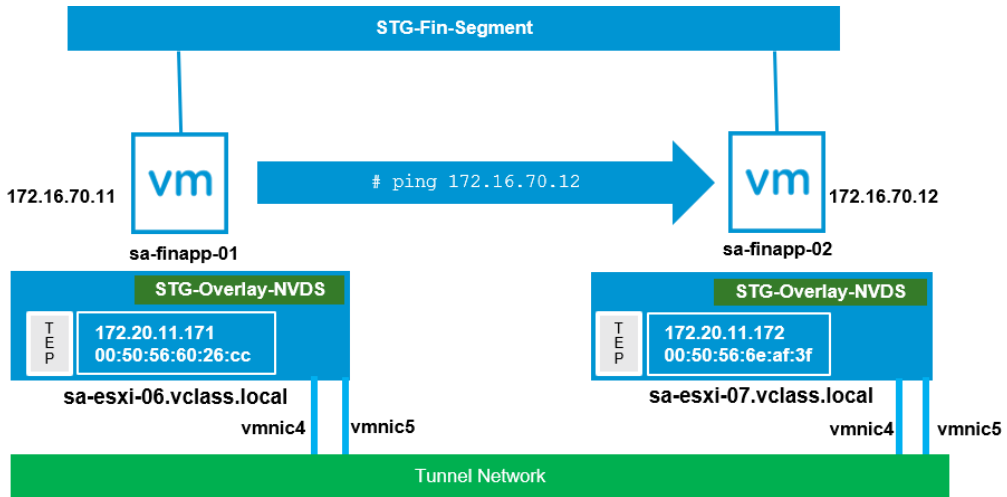 STG-Fin-Segment
vm
vm
172.16.70.11
# ping 172.16.70.12
172.16.70.12
sa-finapp-01
sa-finapp-02
STG-Overlay-NVDS
TEP
172.20.11.171
00:50:56:60:26:cc
sa-esxi-06.vclass.local
vmnic4
vmnic5
STG-Overlay-NVDS
TEP
172.20.11.172
00:50:56:6e:af:3f
sa-esxi-07.vclass.local
vmnic4
vmnic5
Tunnel Network